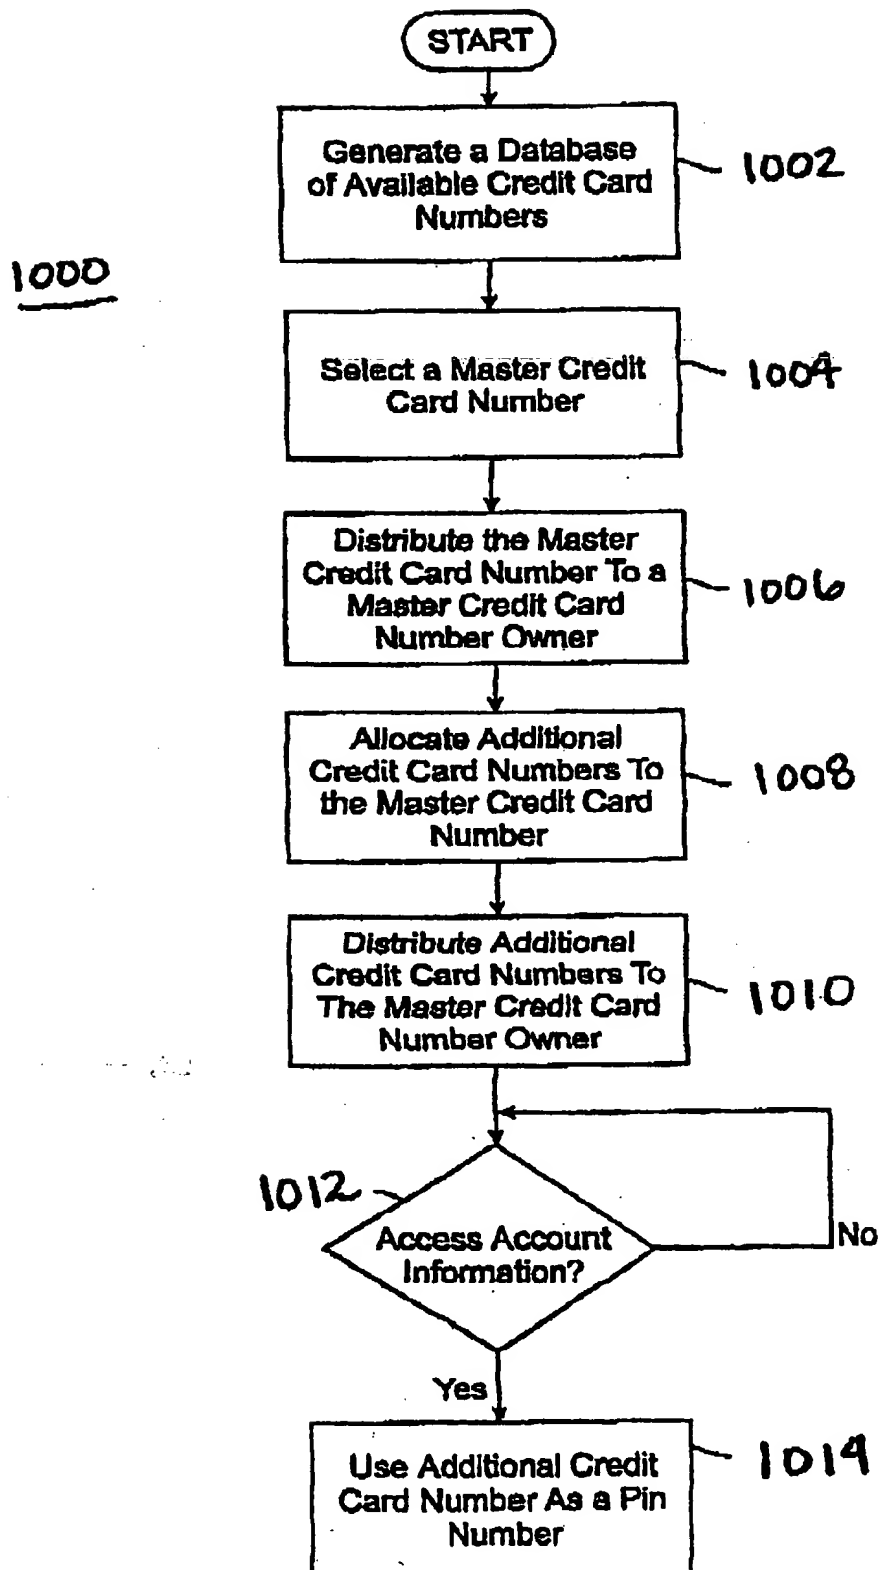 START
Generate a Database
of Available Credit Card
Numbers
1002
1000
Select a Master Credit
Card Number
1004
Distribute the Master
Credit Card Number To a
Master Credit Card
Number Owner
1006
Allocate Additional
Credit Card Numbers To
the Master Credit Card
Number
1008
Distribute Additional
Credit Card Numbers To
The Master Credit Card
Number Owner
1010
1012
Access Account
Information?
No
Yes
Use Additional Credit
Card Number As a Pin
Number
1014